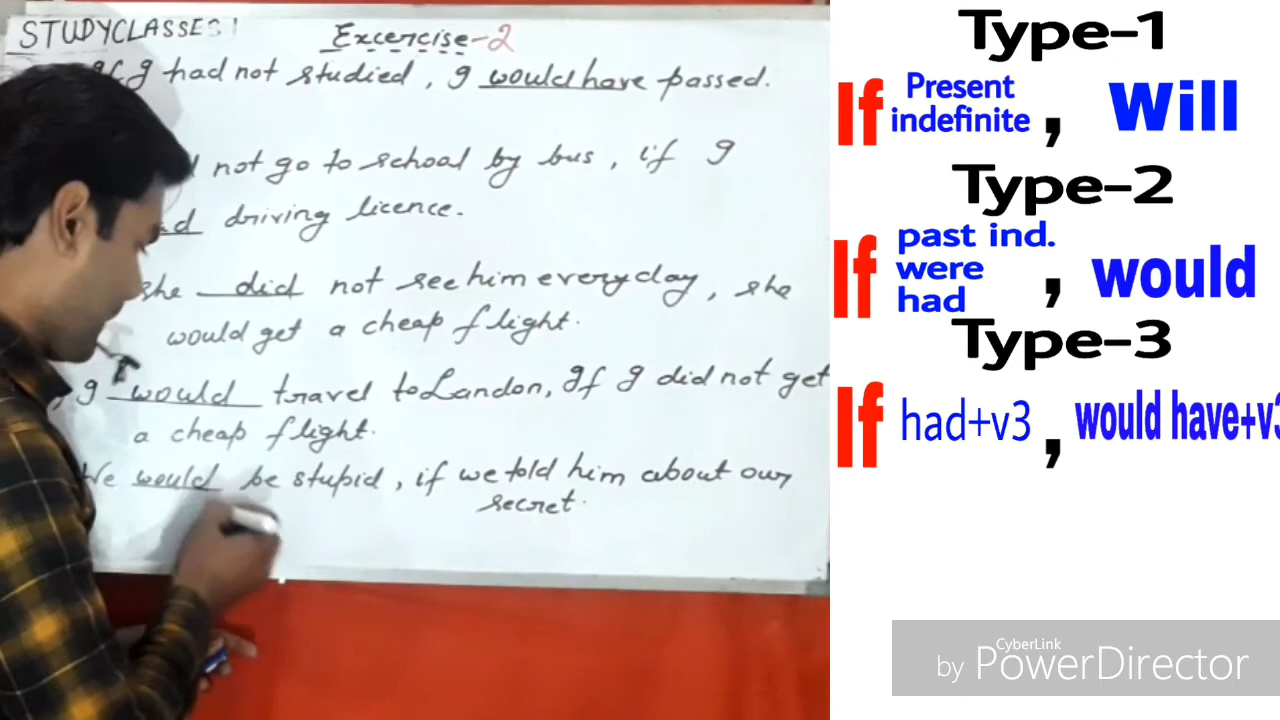 STUDYCLASSES!
Excercise-2
If I had not studied, I would have passed.
not go to school by bus, if I
driving licence.
she did not see him everyday, she
would get a cheap flight.
, I would travel to Landon, If I did not get
a cheap flight.
We would be stupid, if we told him about our
secret.
Type-1
If Present indefinite, will
Type-2
If past ind. were had, would
Type-3
If had+v3, would have+v3
CyberLink
by PowerDirector